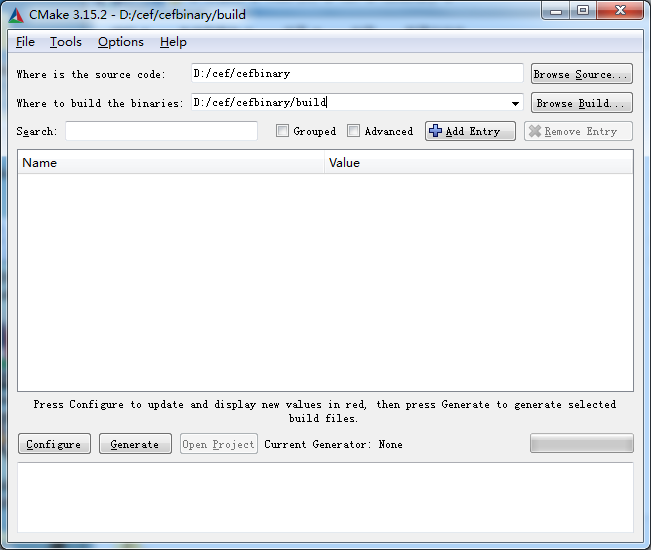 CMake 3.15.2 - D:/cef/cefbinary/build
File Tools Options Help
Where is the source code: D:/cef/cefbinary Browse Source...
Where to build the binaries: D:/cef/cefbinary/build Browse Build...
Search: Grouped Advanced Add Entry Remove Entry
Name Value
Press Configure to update and display new values in red, then press Generate to generate selected
build files.
Configure Generate Open Project Current Generator: None